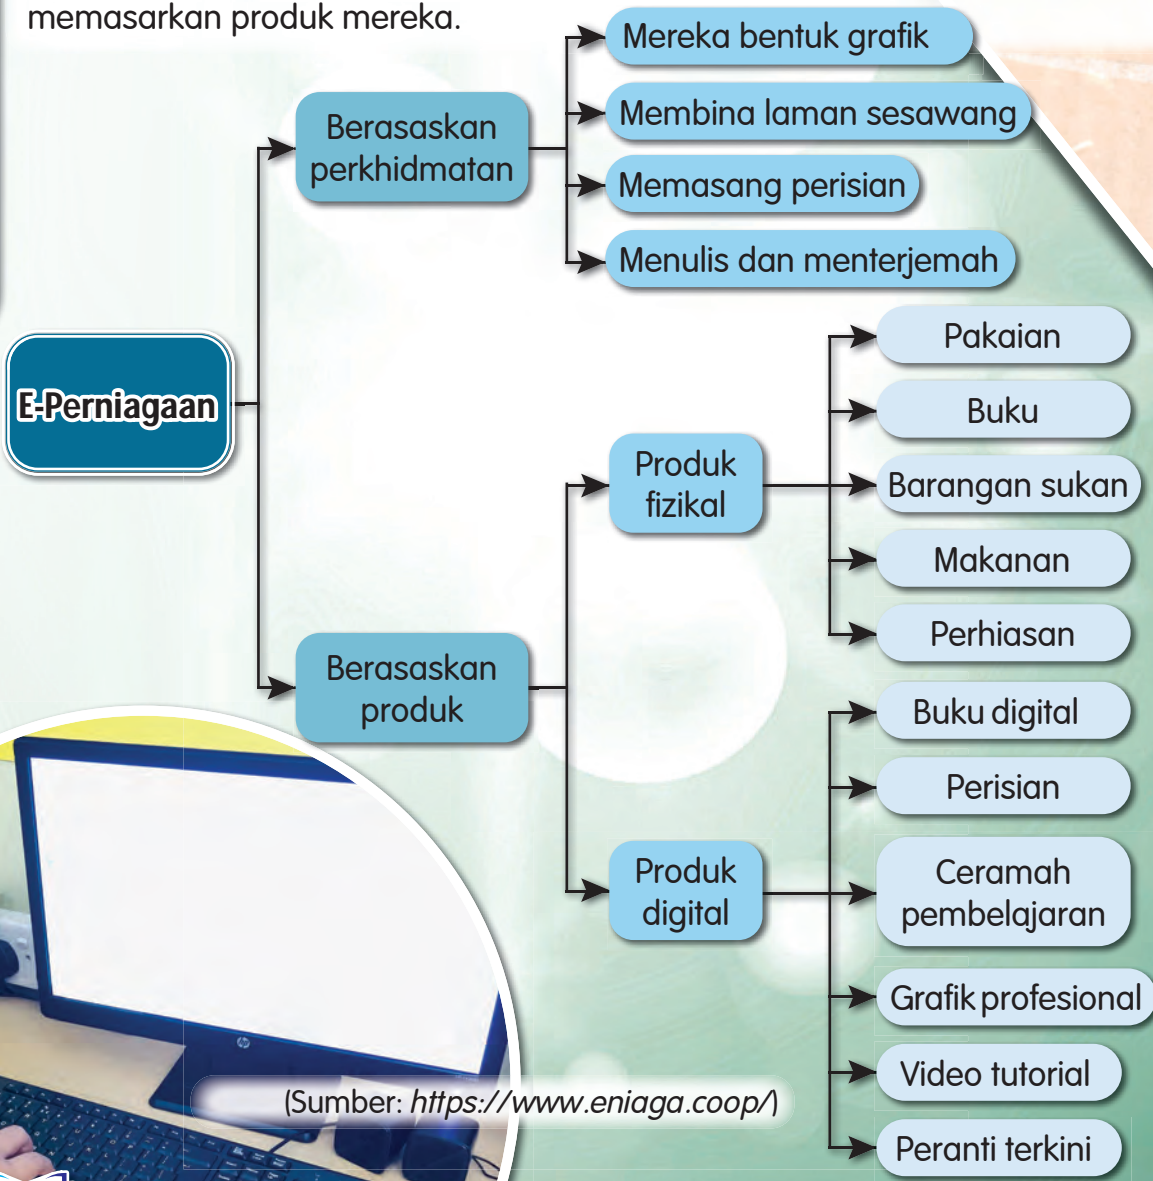 memasarkan produk mereka.
E-Perniagaan
Berasaskan
perkhidmatan
Mereka bentuk grafik
Membina laman sesawang
Memasang perisian
Menulis dan menterjemah
Berasaskan
produk
Produk
fizikal
Pakaian
Buku
Barangan sukan
Makanan
Perhiasan
Produk
digital
Buku digital
Perisian
Ceramah
pembelajaran
Grafik profesional
Video tutorial
Peranti terkini
(Sumber: https://www.eniaga.coop/)
hp